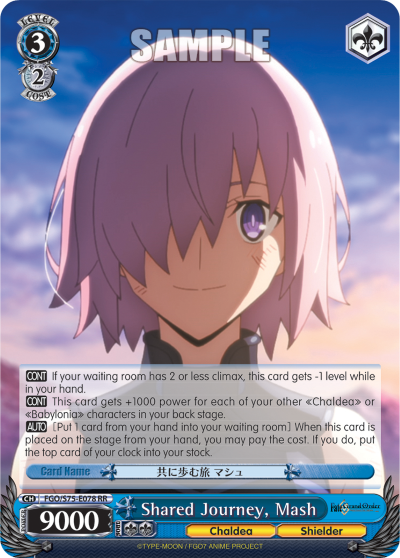 LEVEL
3
2
COST
SAMPLE
CONT If your waiting room has 2 or less climax, this card gets -1 level while
in your hand.
CONT This card gets +1000 power for each of your other «Chaldea» or
«Babylonia» characters in your back stage.
AUTO [Put 1 card from your hand into your waiting room] When this card is
placed on the stage from your hand, you may pay the cost. If you do, put
the top card of your clock into your stock.
Card Name 共に歩む旅 マシュ
CH FGO/S75-E078 RR
POWER 9000
SOUL
Shared Journey, Mash
Chaldea Shielder
©TYPE-MOON / FGO7 ANIME PROJECT